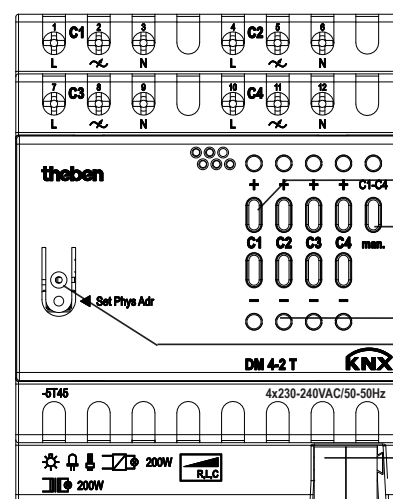 1 C1 2 3 4 C2 5 6
L N L N
7 C3 8 9 10 C4 11 12
L N L N
theben
+ + + + C1-C4
C1 C2 C3 C4 man.
Set Phys Adr
− − − −
DM 4-2 T KNX
-5T45 4x230-240VAC/50-50Hz
200W R,L,C
200W